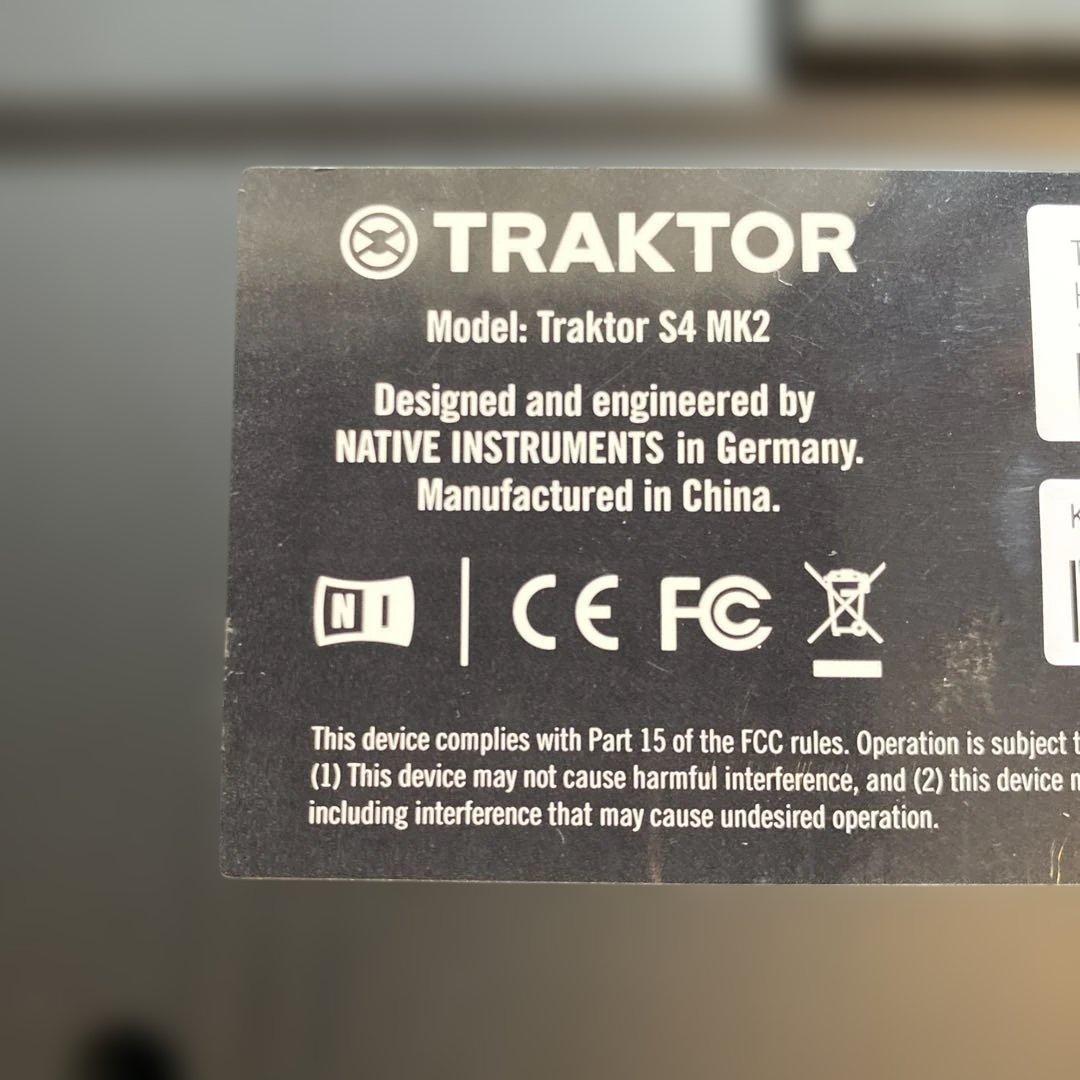 TRAKTOR
Model: Traktor S4 MK2
Designed and engineered by
NATIVE INSTRUMENTS in Germany.
Manufactured in China.
NI CE FC
This device complies with Part 15 of the FCC rules. Operation is subject
(1) This device may not cause harmful interference, and (2) this device
including interference that may cause undesired operation.